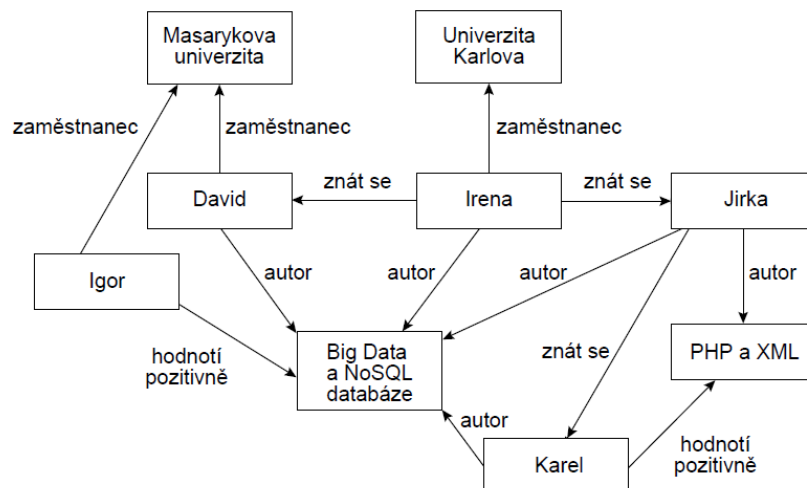 Masarykova
univerzita
Univerzita
Karlova
zaměstnanec
zaměstnanec
zaměstnanec
David
znát se
Irena
znát se
Jirka
Igor
autor
autor
autor
autor
hodnotí
pozitivně
Big Data
a NoSQL
databáze
znát se
PHP a XML
autor
Karel
hodnotí
pozitivně